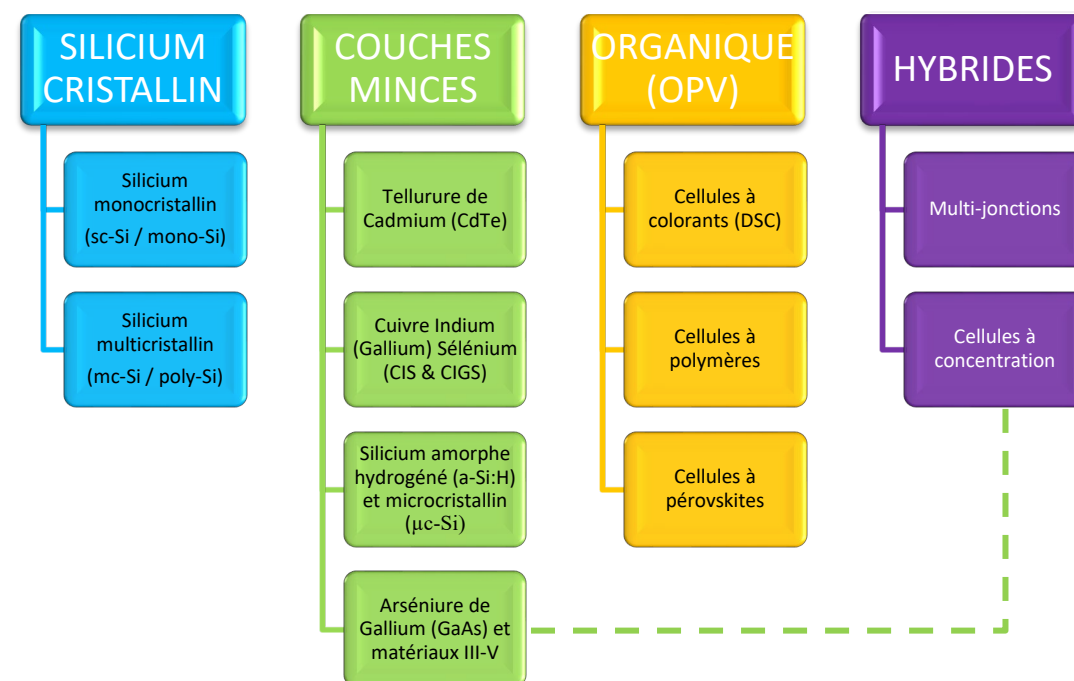 SILICIUM
CRISTALLIN
Silicium
monocristallin
(sc-Si / mono-Si)
Silicium
multicristallin
(mc-Si / poly-Si)
COUCHES
MINCES
Tellurure de
Cadmium (CdTe)
Cuivre Indium
(Gallium) Sélénium
(CIS & CIGS)
Silicium amorphe
hydrogéné (a-Si:H)
et microcristallin
(μc-Si)
Arséniure de
Gallium (GaAs) et
matériaux III-V
ORGANIQUE
(OPV)
Cellules à
colorants (DSC)
Cellules à
polymères
Cellules à
pérovskites
HYBRIDES
Multi-jonctions
Cellules à
concentration